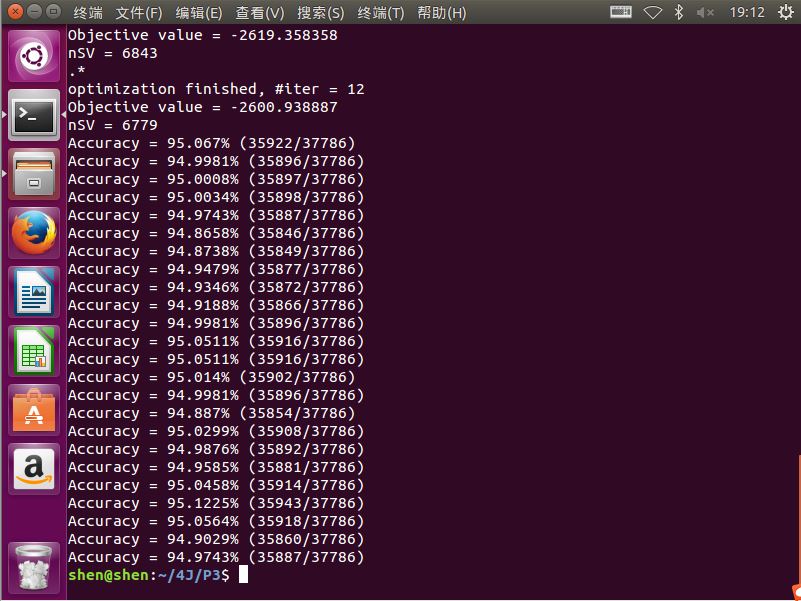 终端 文件(F) 编辑(E) 查看(V) 搜索(S) 终端(T) 帮助(H) 19:12
Objective value = -2619.358358
nSV = 6843
.*
optimization finished, #iter = 12
Objective value = -2600.938887
nSV = 6779
Accuracy = 95.067% (35922/37786)
Accuracy = 94.9981% (35896/37786)
Accuracy = 95.0008% (35897/37786)
Accuracy = 95.0034% (35898/37786)
Accuracy = 94.9743% (35887/37786)
Accuracy = 94.8658% (35846/37786)
Accuracy = 94.8738% (35849/37786)
Accuracy = 94.9479% (35877/37786)
Accuracy = 94.9346% (35872/37786)
Accuracy = 94.9188% (35866/37786)
Accuracy = 94.9981% (35896/37786)
Accuracy = 95.0511% (35916/37786)
Accuracy = 95.0511% (35916/37786)
Accuracy = 95.014% (35902/37786)
Accuracy = 94.9981% (35896/37786)
Accuracy = 94.887% (35854/37786)
Accuracy = 95.0299% (35908/37786)
Accuracy = 94.9876% (35892/37786)
Accuracy = 94.9585% (35881/37786)
Accuracy = 95.0458% (35914/37786)
Accuracy = 95.1225% (35943/37786)
Accuracy = 95.0564% (35918/37786)
Accuracy = 94.9029% (35860/37786)
Accuracy = 94.9743% (35887/37786)
shen@shen:~/4J/P3$